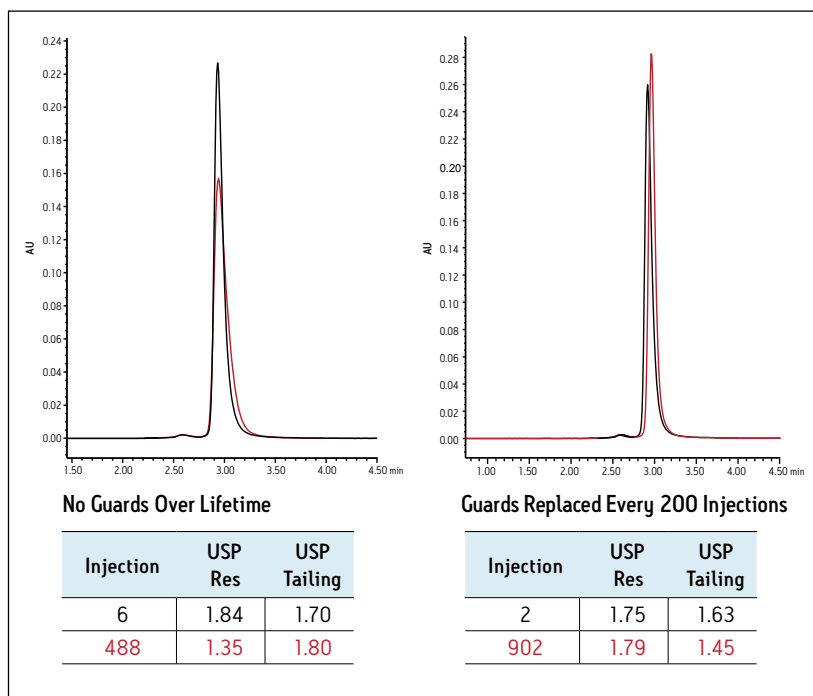 0.24
0.22
0.20
0.18
0.16
0.14
0.12
0.10
0.08
0.06
0.04
0.02
0.00
AU
1.50 2.00 2.50 3.00 3.50 4.00 4.50 min
No Guards Over Lifetime
Injection USP Res USP Tailing
6 1.84 1.70
488 1.35 1.80
0.28
0.26
0.24
0.22
0.20
0.20
0.18
0.16
0.14
0.12
0.10
0.08
0.06
0.04
0.02
0.00
AU
1.00 1.50 2.00 2.50 3.00 3.50 4.00 4.50 min
Guards Replaced Every 200 Injections
Injection USP Res USP Tailing
2 1.75 1.63
902 1.79 1.45